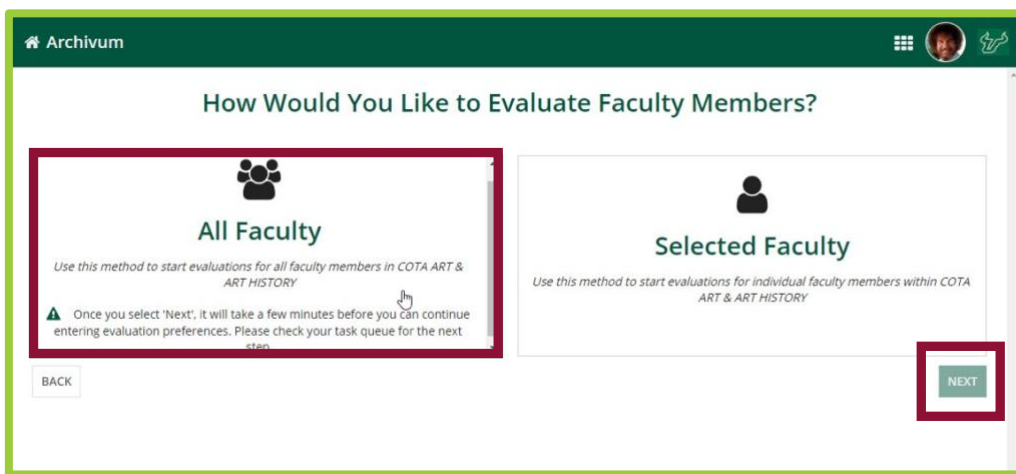 Archivum
How Would You Like to Evaluate Faculty Members?
All Faculty
Use this method to start evaluations for all faculty members in COTA ART &
ART HISTORY
Once you select 'Next', it will take a few minutes before you can continue
entering evaluation preferences. Please check your task queue for the next
step
Selected Faculty
Use this method to start evaluations for individual faculty members within COTA
ART & ART HISTORY
BACK
NEXT